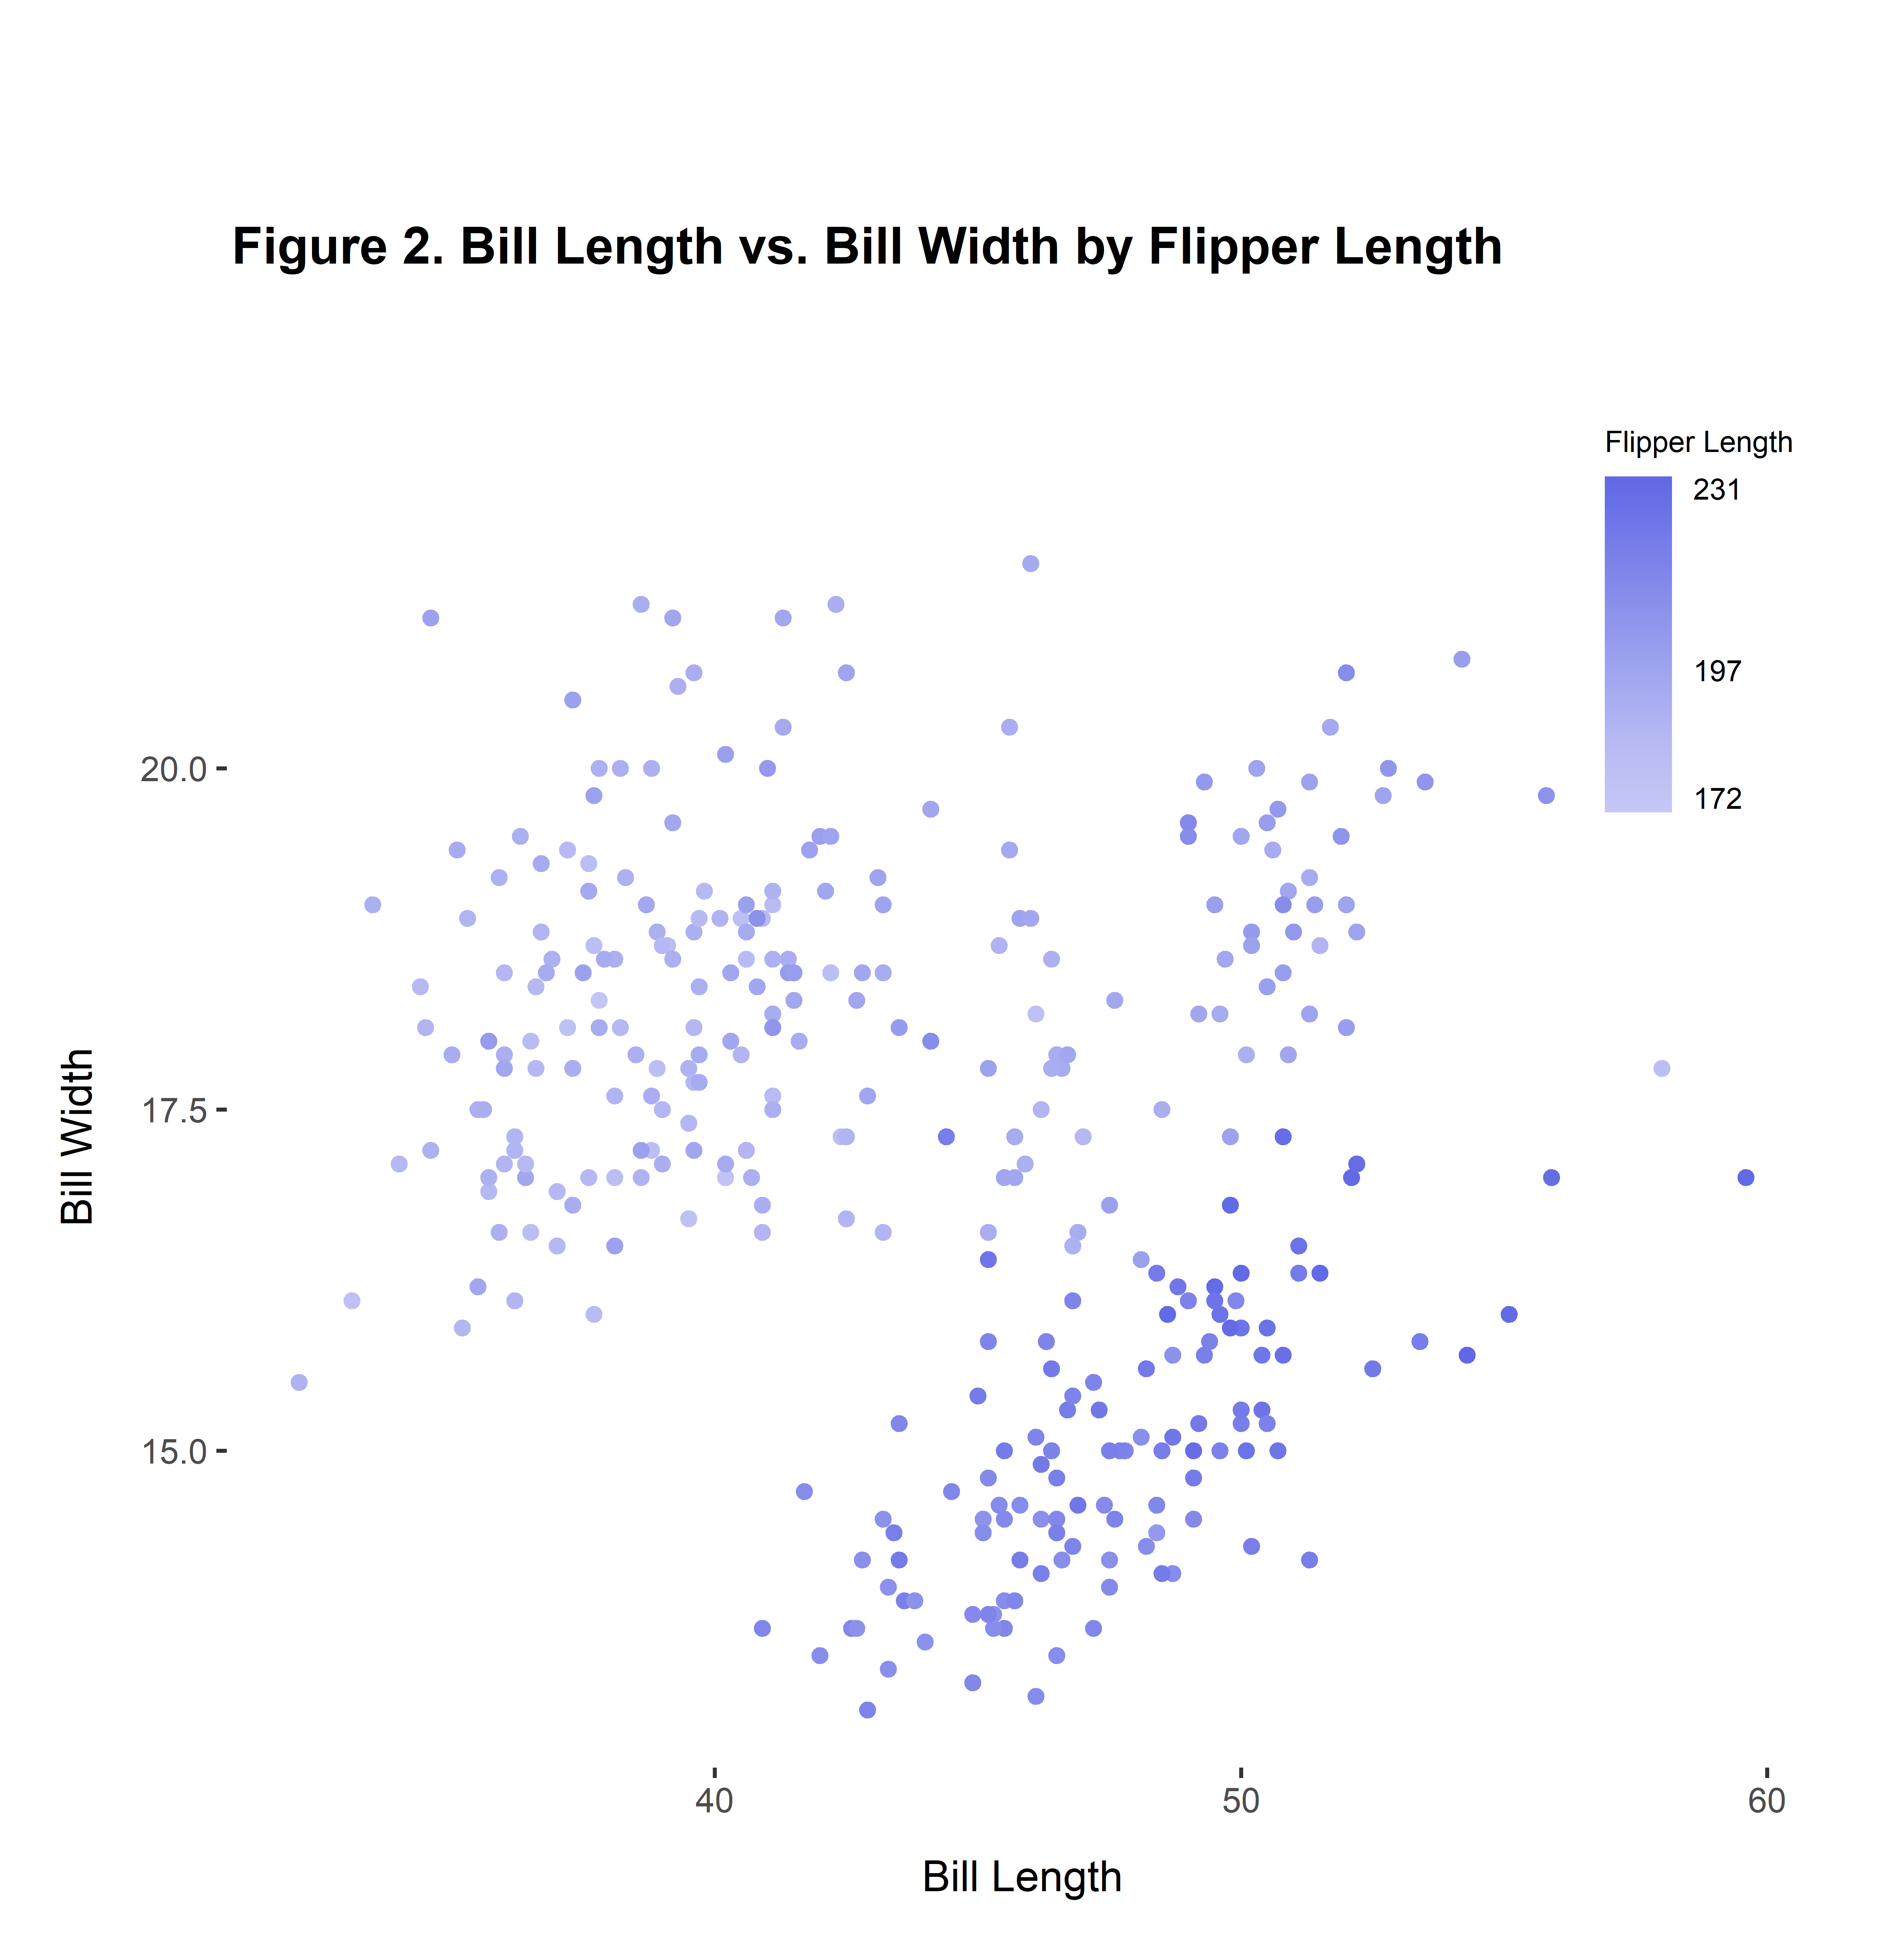 Figure 2. Bill Length vs. Bill Width by Flipper Length
Flipper Length
231
197
172
20.0
17.5
15.0
Bill Width
40 50 60
Bill Length